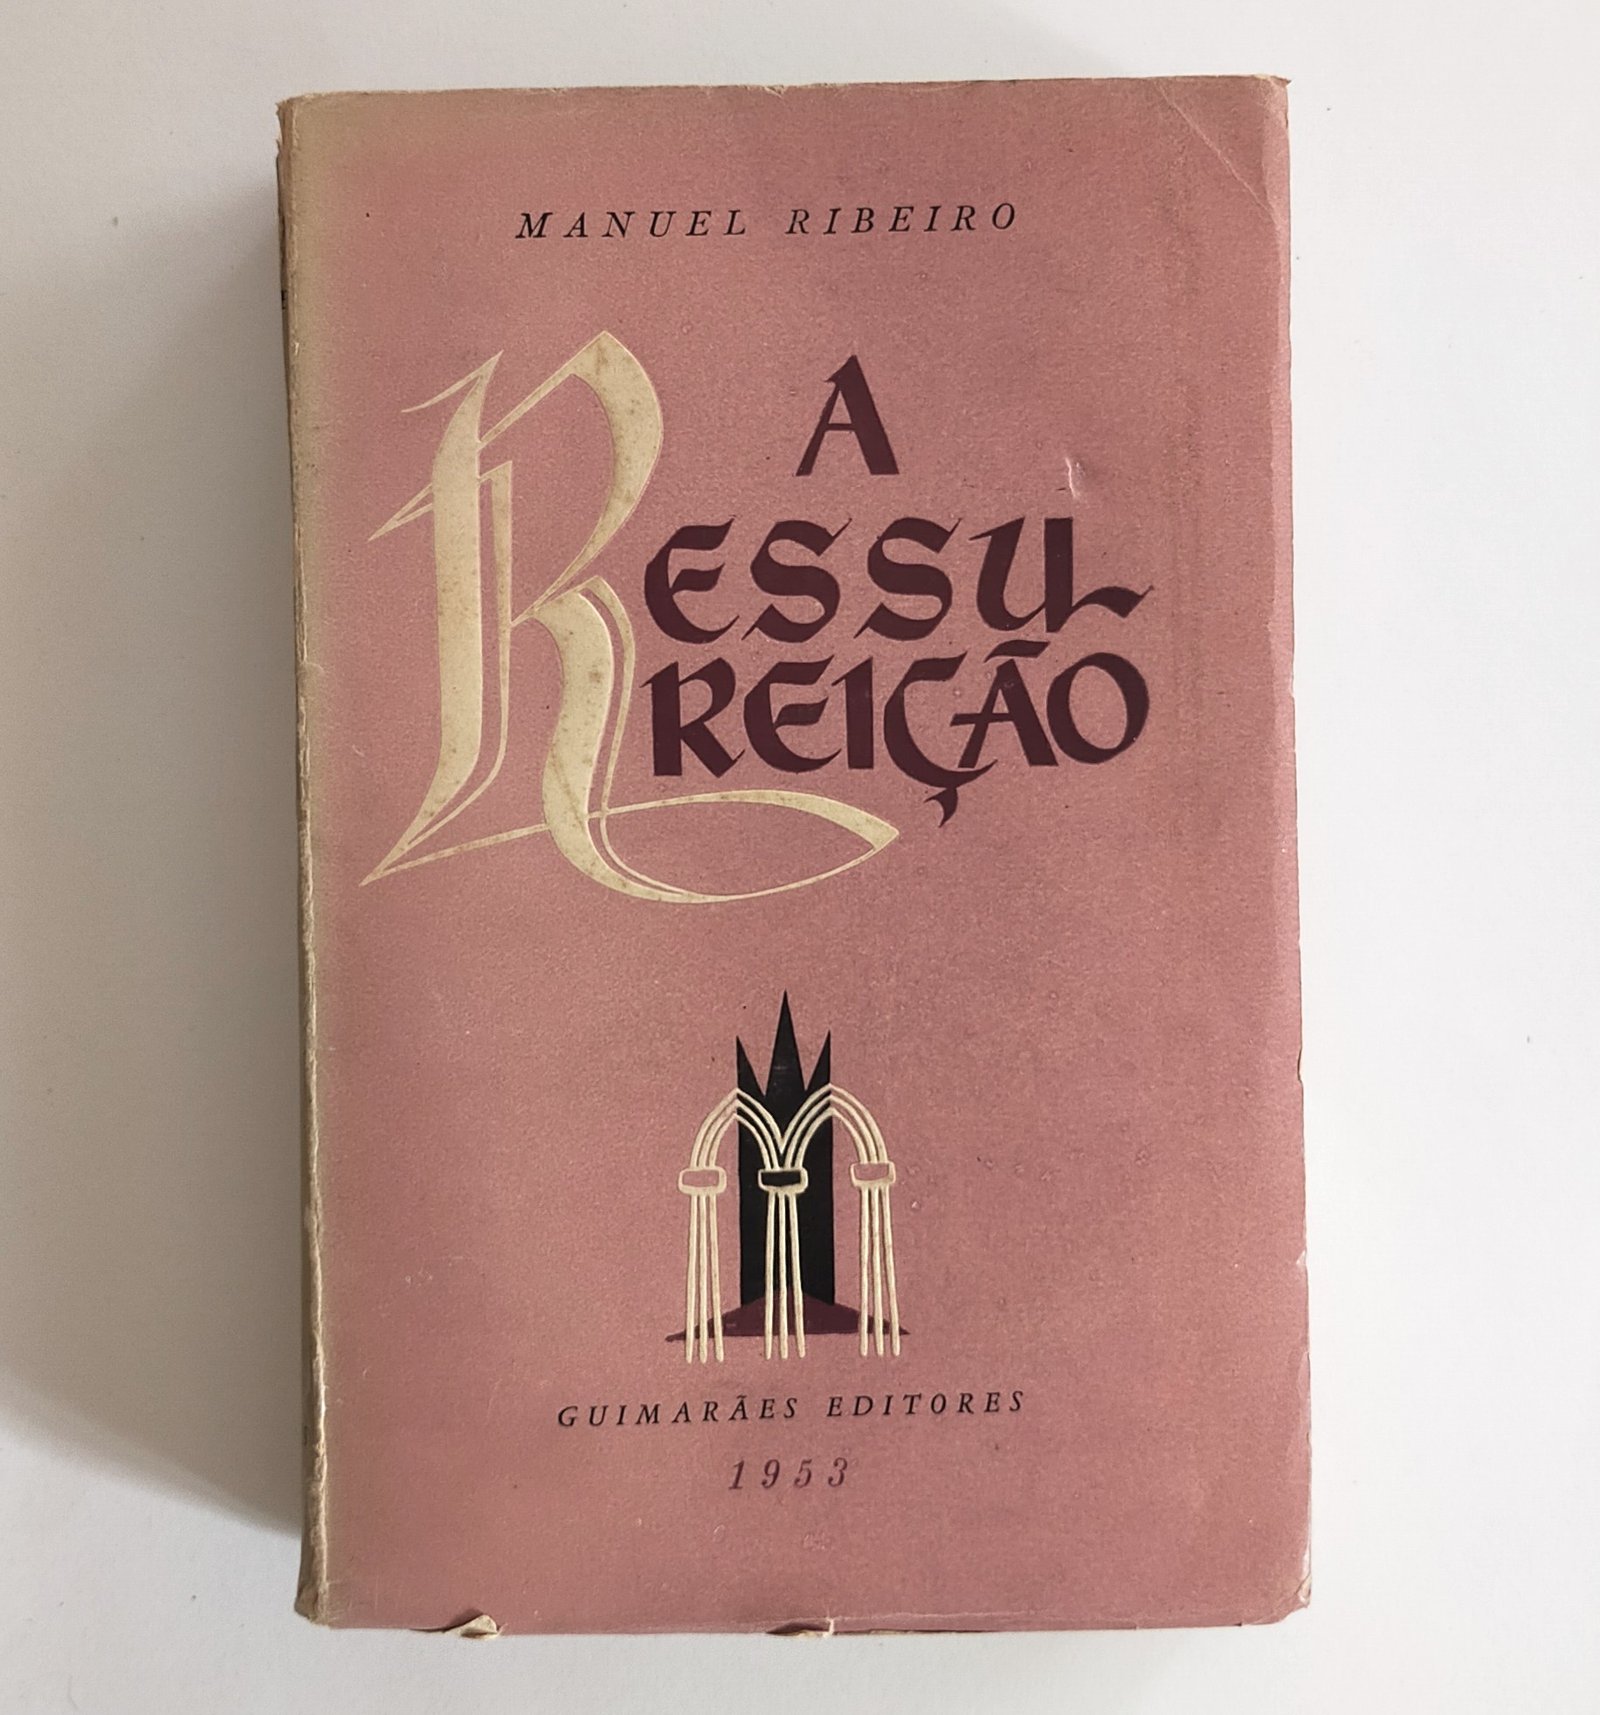 MANUEL RIBEIRO
A
RESSU
REIÇÃO
GUIMARÃES EDITORES
1953